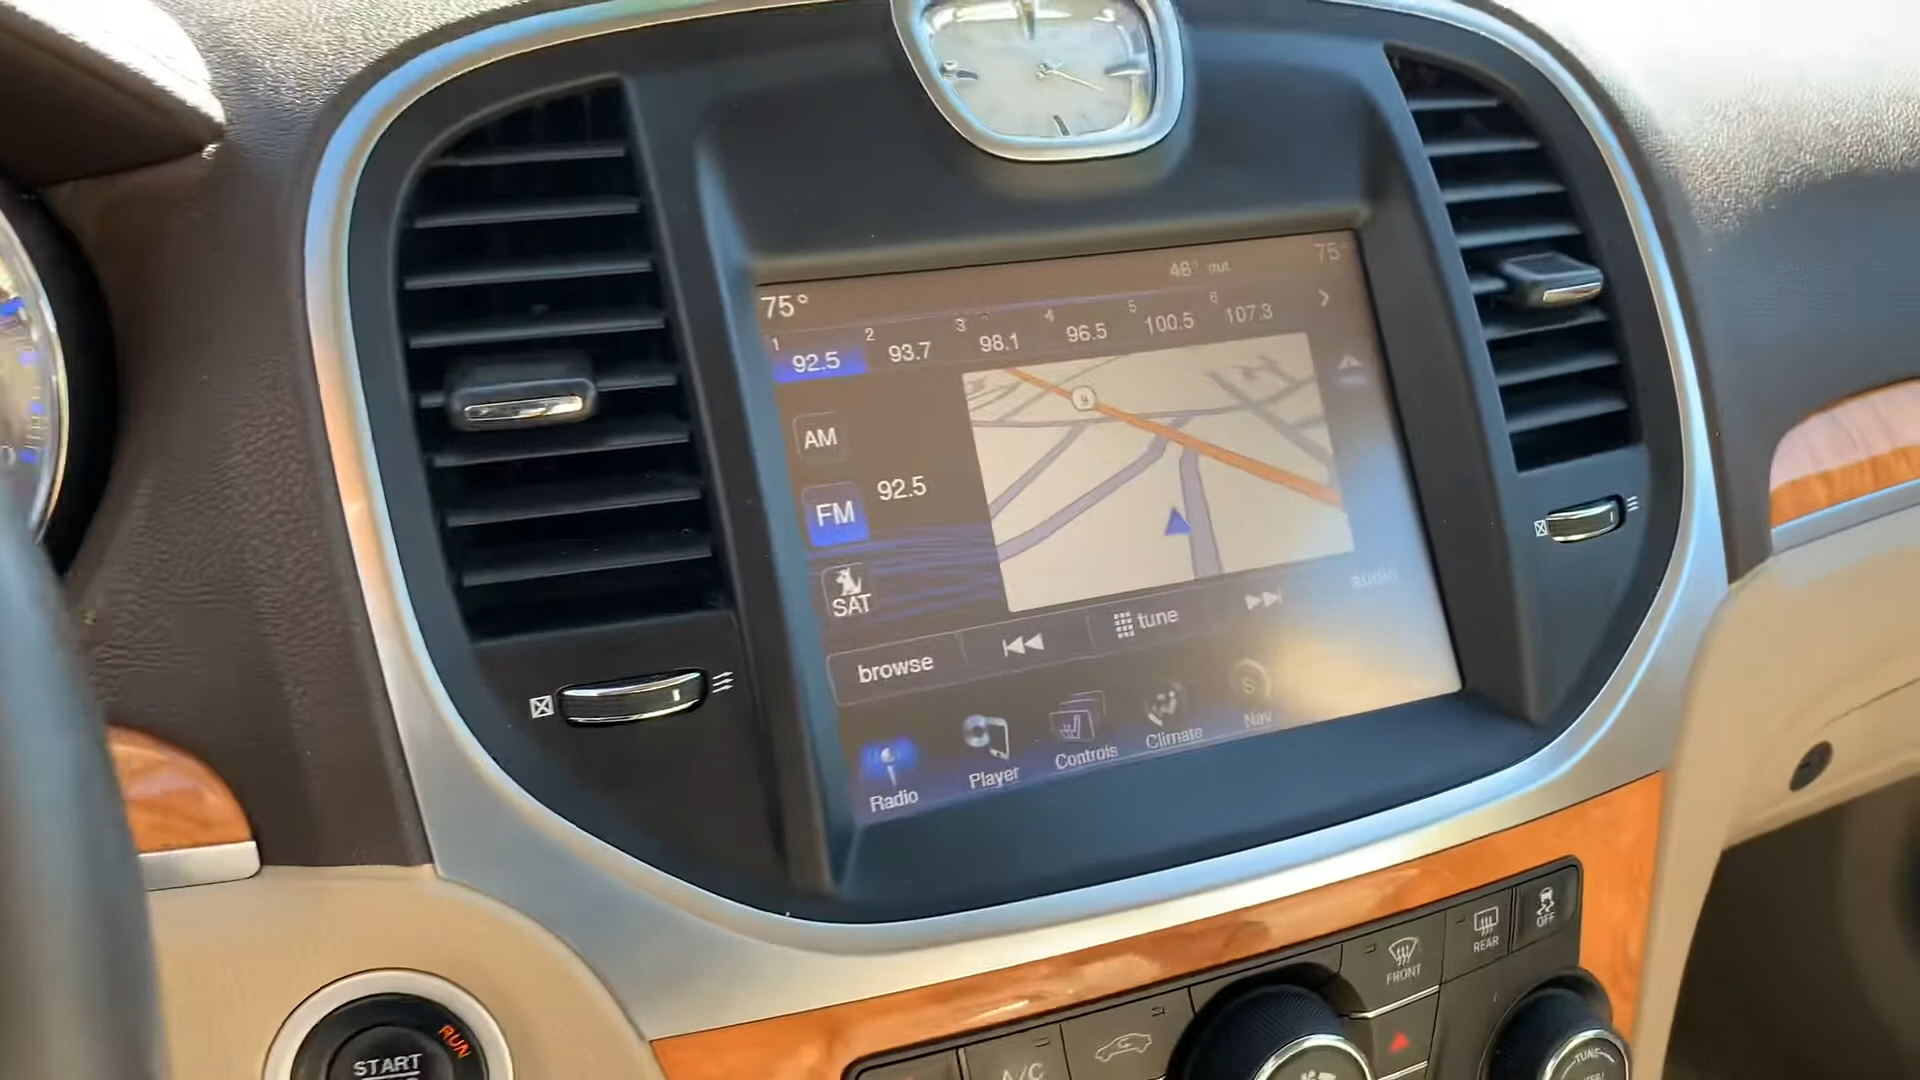 75°
48° out
75°
1
92.5
2
93.7
3
98.1
4
96.5
5
100.5
6
107.3
AM
92.5
FM
SAT
9
audio
browse
tune
Radio
Player
Controls
Climate
Nav
S
FRONT
REAR
OFF
START
RUN
A/C
TUNE